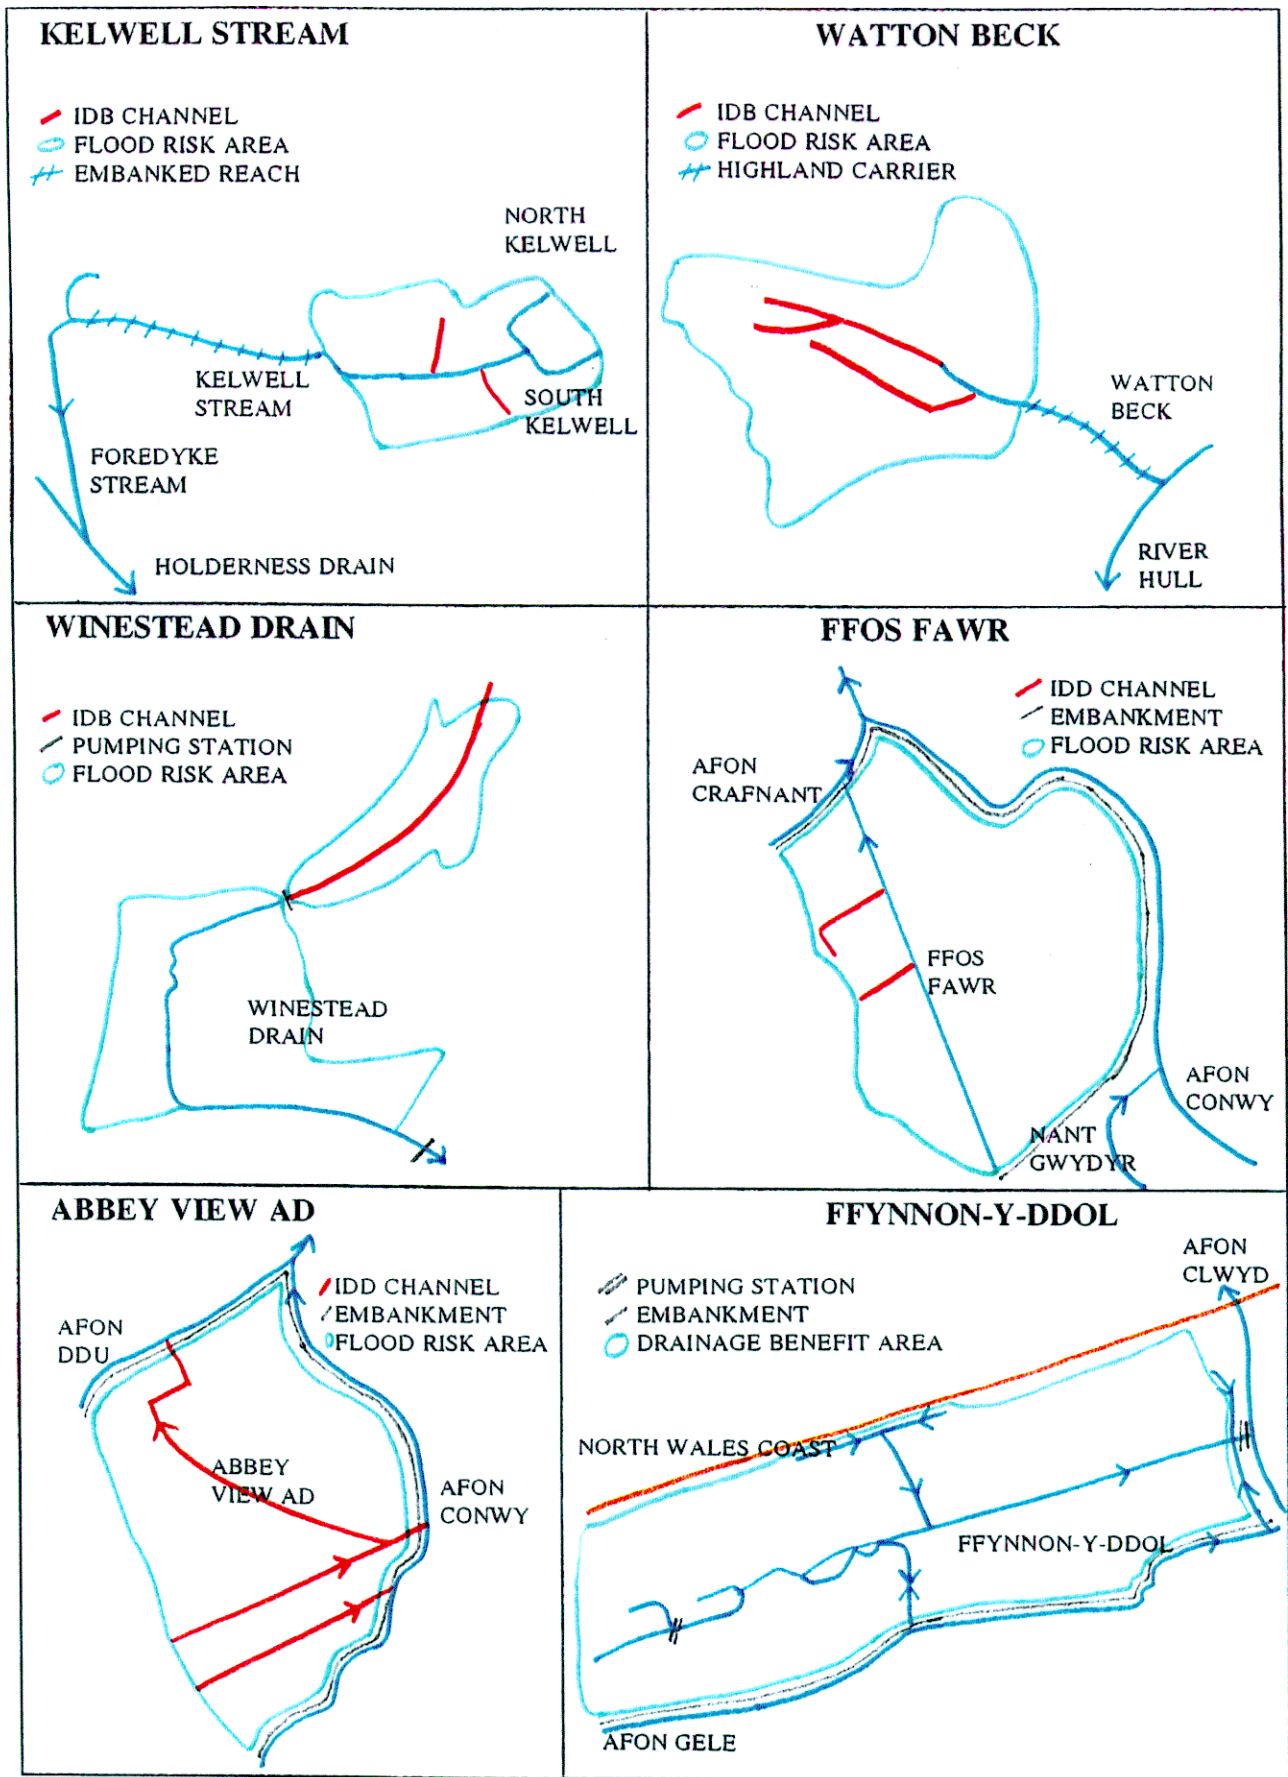 KELWELL STREAM
IDB CHANNEL
FLOOD RISK AREA
EMBANKED REACH
NORTH
KELWELL
KELWELL
STREAM
SOUTH
KELWELL
FOREDYKE
STREAM
HOLDERNESS DRAIN
WATTON BECK
IDB CHANNEL
FLOOD RISK AREA
HIGHLAND CARRIER
WATTON
BECK
RIVER
HULL
WINESTEAD DRAIN
IDB CHANNEL
PUMPING STATION
FLOOD RISK AREA
WINESTEAD
DRAIN
FFOS FAWR
IDD CHANNEL
EMBANKMENT
FLOOD RISK AREA
AFON
CRAFNANT
FFOS
FAWR
AFON
CONWY
NANT
GWYDYR
ABBEY VIEW AD
IDD CHANNEL
EMBANKMENT
FLOOD RISK AREA
AFON
DDU
ABBEY
VIEW AD
AFON
CONWY
FFYNNON-Y-DDOL
PUMPING STATION
EMBANKMENT
DRAINAGE BENEFIT AREA
AFON
CLWYD
NORTH WALES COAST
FFYNNON-Y-DDOL
AFON GELE